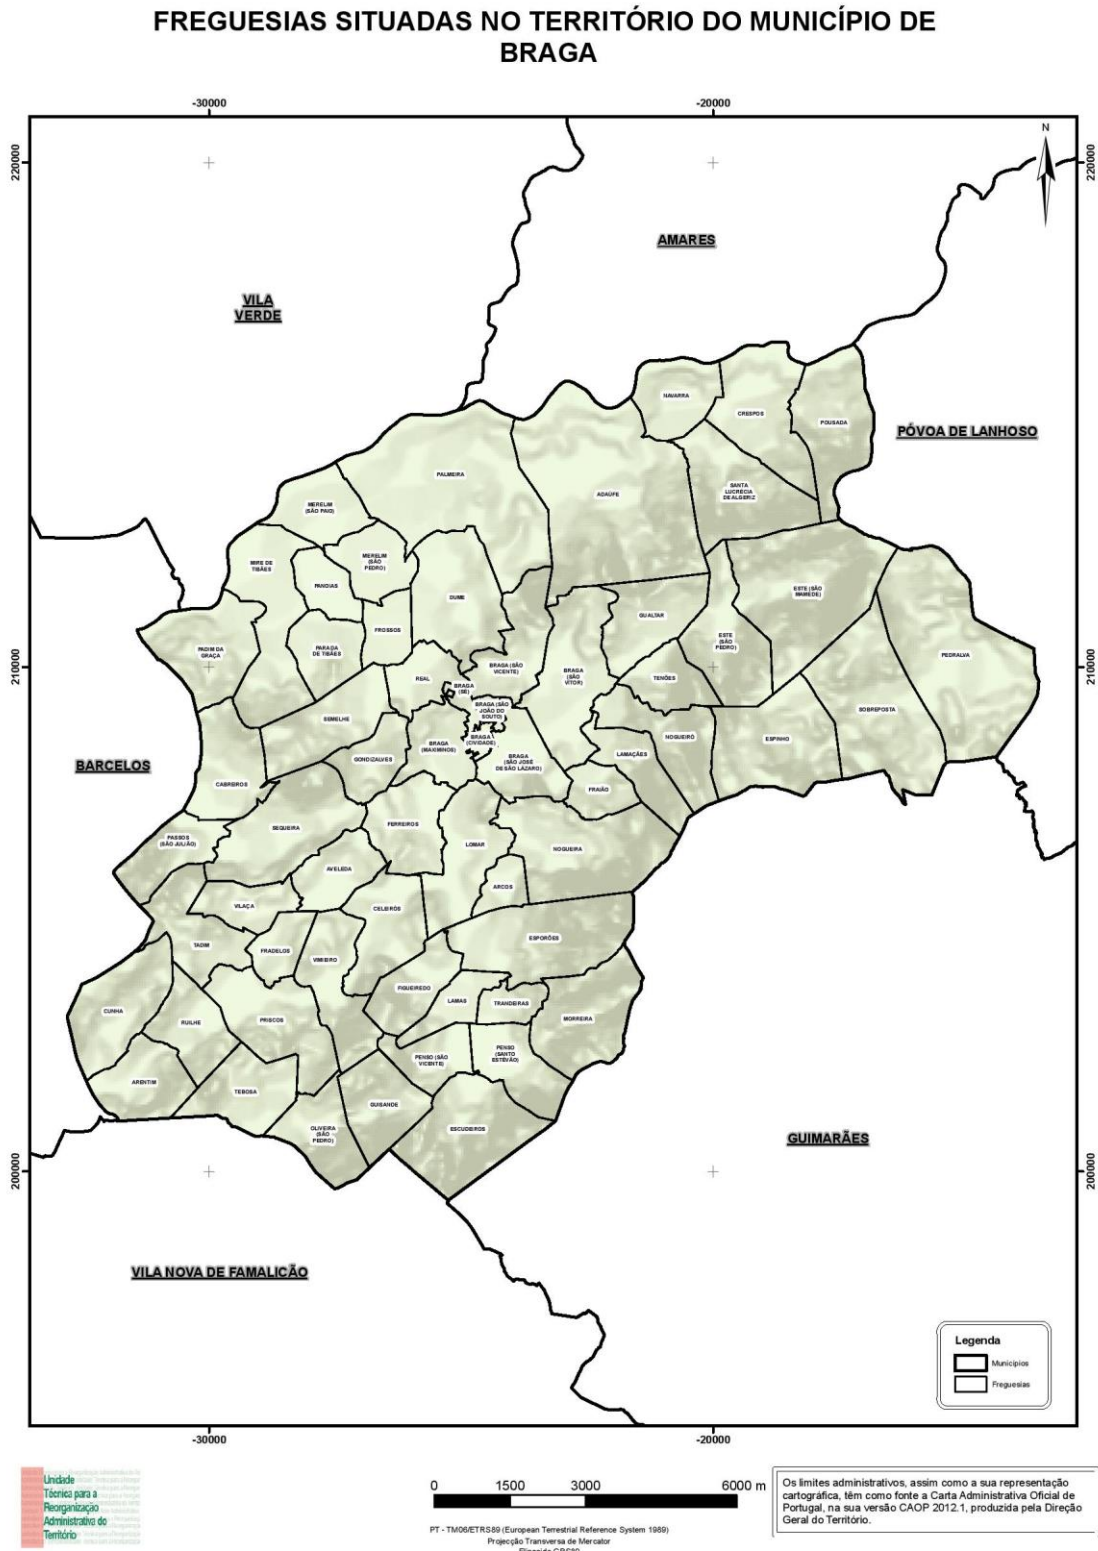 FREGUESIAS SITUADAS NO TERRITÓRIO DO MUNICÍPIO DE
BRAGA
-30000
-20000
220000
220000
N
AMARES
VILA
VERDE
PÓVOA DE LANHOSO
NAVARRA
CRESPOS
POUSADA
PALMEIRA
ADAÚFE
SANTA
LUCRÉCIA
DE ALGERIZ
MERELIM
(SÃO PAIO)
MIRE DE
TIBÃES
MERELIM
(SÃO
PEDRO)
PANOIAS
DUME
ESTE (SÃO
MAMEDE)
GUALTAR
FROSSOS
PADIM DA
GRAÇA
PARADA
DE TIBÃES
ESTE
(SÃO
PEDRO)
PEDRALVA
210000
210000
REAL
BRAGA
(SÉ)
BRAGA (SÃO
VICENTE)
BRAGA
(SÃO
VÍTOR)
TENÕES
SEMELHE
BRAGA (SÃO
JOÃO DO
SOUTO)
SOBREPOSTA
BRAGA
(MAXIMINOS)
BRAGA
(CIVIDADE)
NOGUEIRÓ
ESPINHO
GONDIZALVES
BRAGA
(SÃO JOSÉ
DE SÃO LÁZARO)
LAMAÇÃES
BARCELOS
CABREIROS
FRAIÃO
SEQUEIRA
FERREIROS
PASSOS
(SÃO JULIÃO)
LOMAR
NOGUEIRA
AVELEDA
ARCOS
VILAÇA
CELEIRÓS
TADIM
FRADELOS
VIMIEIRO
ESPORÕES
FIGUEIREDO
LAMAS
TRANDEIRAS
CUNHA
RUILHE
PRISCOS
MORREIRA
PENSO (SÃO
VICENTE)
PENSO
(SANTO
ESTÊVÃO)
ARENTIM
TEBOSA
GUISANDE
OLIVEIRA
(SÃO
PEDRO)
ESCUDEIROS
GUIMARÃES
200000
200000
VILA NOVA DE FAMALICÃO
Legenda
Municípios
Freguesias
-30000
-20000
Unidade
Técnica para a
Reorganização
Administrativa do
Território
0 1500 3000 6000 m
PT - TM06/ETRS89 (European Terrestrial Reference System 1989)
Projecção Transversa de Mercator
Elipsoide GRS80
Os limites administrativos, assim como a sua representação
cartográfica, têm como fonte a Carta Administrativa Oficial de
Portugal, na sua versão CAOP 2012.1, produzida pela Direção
Geral do Território.